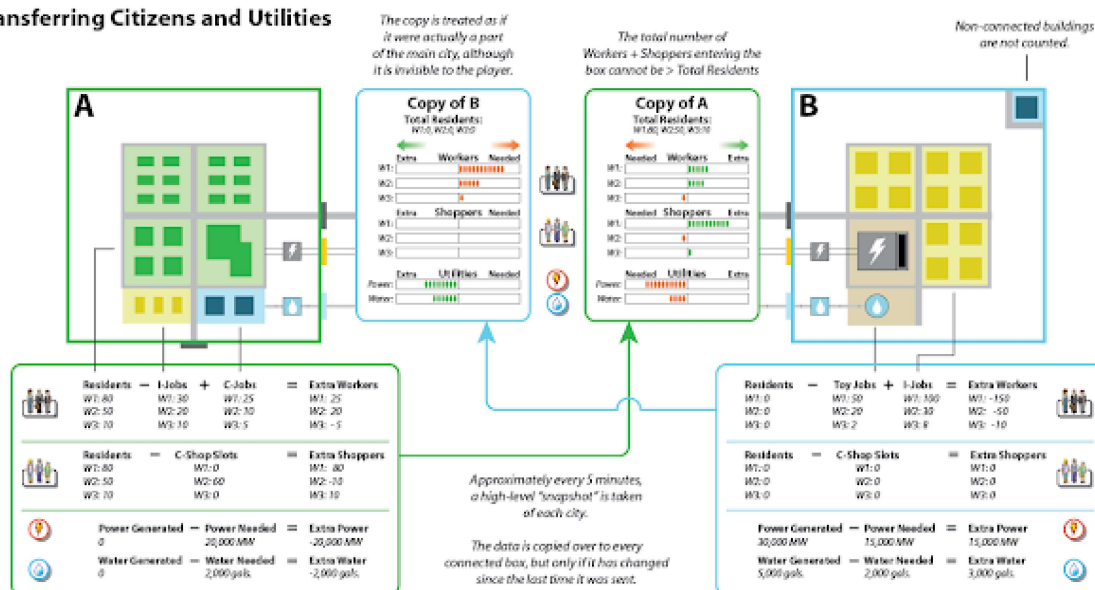 ansferring Citizens and Utilities
The copy is treated as if
it were actually a part
of the main city, although
it is invisible to the player.
The total number of
Workers + Shoppers entering the
box cannot be > Total Residents
Non-connected buildings
are not counted.
A
Copy of B
Total Residents:
W1:0, W2:0, W3:0
Extra Workers Needed
W1:
W2:
W3:
Extra Shoppers Needed
W1:
W2:
W3:
Extra Utilities Needed
Power:
Water:
Copy of A
Total Residents:
W1:80, W2:50, W3:10
Needed Workers Extra
W1:
W2:
W3:
Needed Shoppers Extra
W1:
W2:
W3:
Needed Utilities Extra
Power:
Water:
B
Residents − I-Jobs + C-Jobs = Extra Workers
W1: 80 W1: 30 W1: 25 W1: 25
W2: 50 W2: 20 W2: 10 W2: 20
W3: 10 W3: 10 W3: 5 W3: -5
Residents − C-Shop Slots = Extra Shoppers
W1: 80 W1: 0 W1: 80
W2: 50 W2: 60 W2: -10
W3: 10 W3: 0 W3: 10
Power Generated − Power Needed = Extra Power
0 20,000 MW -20,000 MW
Water Generated − Water Needed = Extra Water
0 2,000 gals. -2,000 gals.
Approximately every 5 minutes,
a high-level "snapshot" is taken
of each city.
The data is copied over to every
connected box, but only if it has changed
since the last time it was sent.
Residents − Toy Jobs + I-Jobs = Extra Workers
W1: 0 W1: 50 W1: 100 W1: -150
W2: 0 W2: 20 W2: 30 W2: -50
W3: 0 W3: 2 W3: 8 W3: -10
Residents − C-Shop Slots = Extra Shoppers
W1: 0 W1: 0 W1: 0
W2: 0 W2: 0 W2: 0
W3: 0 W3: 0 W3: 0
Power Generated − Power Needed = Extra Power
30,000 MW 15,000 MW 15,000 MW
Water Generated − Water Needed = Extra Water
5,000 gals. 2,000 gals. 3,000 gals.